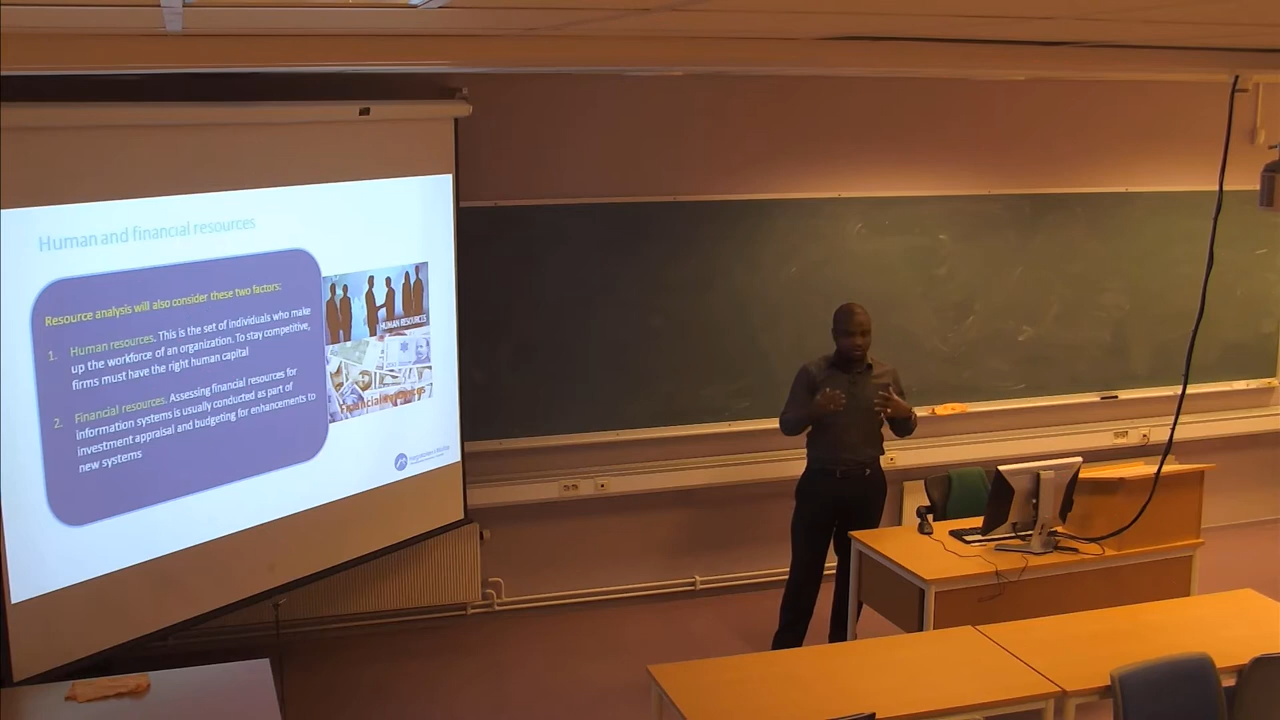 Human and financial resources
Resource analysis will also consider these two factors:
1. Human resources. This is the set of individuals who make
up the workforce of an organization. To stay competitive,
firms must have the right human capital
2. Financial resources. Assessing financial resources for
information systems is usually conducted as part of
investment appraisal and budgeting for enhancements to
new systems
HUMAN RESOURCES
Financial resources